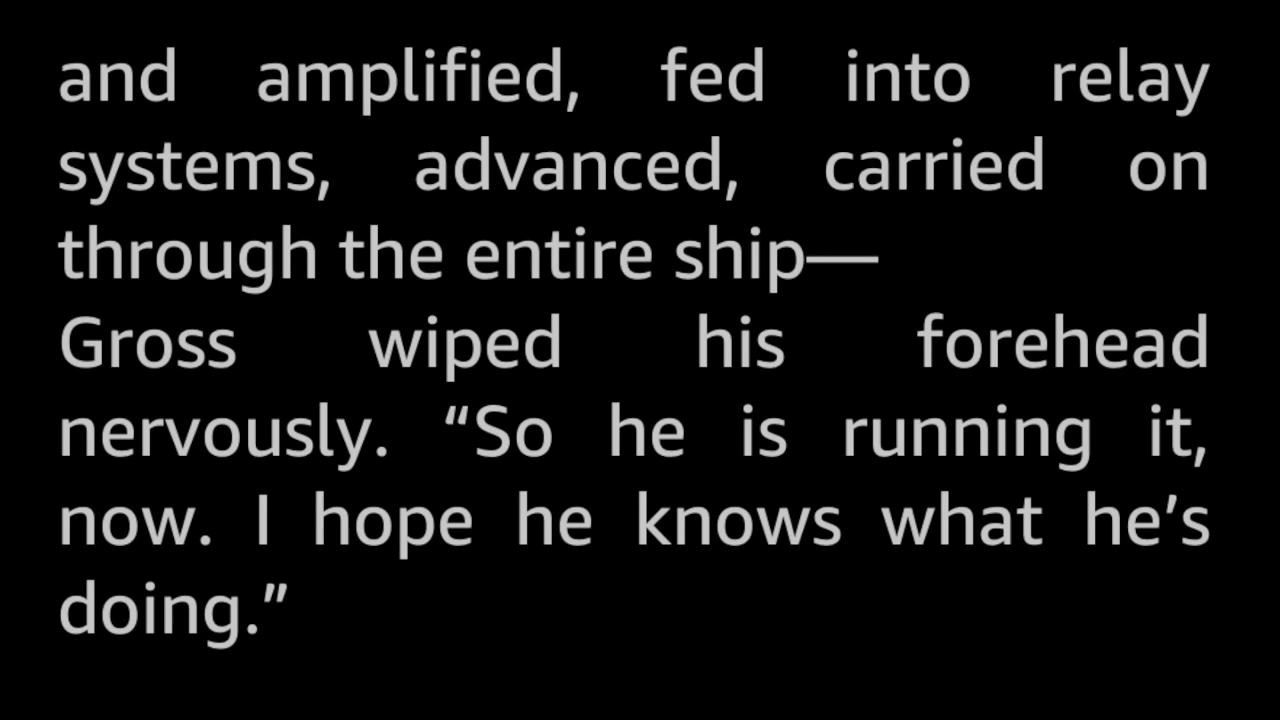 and amplified, fed into relay
systems, advanced, carried on
through the entire ship—
Gross wiped his forehead
nervously. “So he is running it,
now. I hope he knows what he’s
doing.”